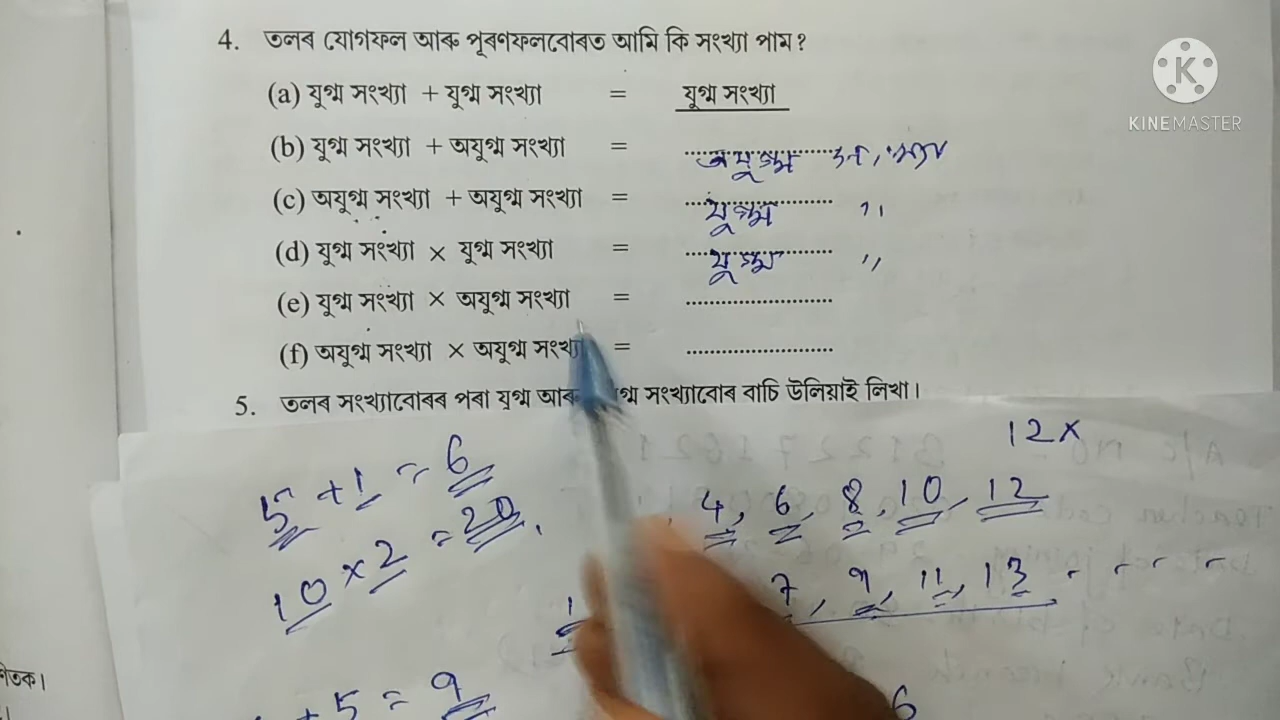 4. তলৰ যোগফল আৰু পূৰণফলবোৰত আমি কি সংখ্যা পাম?
K
KINEMASTER
(a) যুগ্ম সংখ্যা + যুগ্ম সংখ্যা = যুগ্ম সংখ্যা
(b) যুগ্ম সংখ্যা + অযুগ্ম সংখ্যা = অযুগ্ম সংখ্যা
(c) অযুগ্ম সংখ্যা + অযুগ্ম সংখ্যা = যুগ্ম ,,
(d) যুগ্ম সংখ্যা × যুগ্ম সংখ্যা = যুগ্ম ,,
(e) যুগ্ম সংখ্যা × অযুগ্ম সংখ্যা = ........................
(f) অযুগ্ম সংখ্যা × অযুগ্ম সংখ্যা = ........................
5. তলৰ সংখ্যাবোৰৰ পৰা যুগ্ম আৰু সংখ্যাবোৰ বাচি উলিয়াই লিখা।
12 ×
5 + 1 = 6
4, 6, 8, 10, 12
10 × 2 = 20.
1 7, 9, 11, 13 - - - -
+ 5 = 9
6